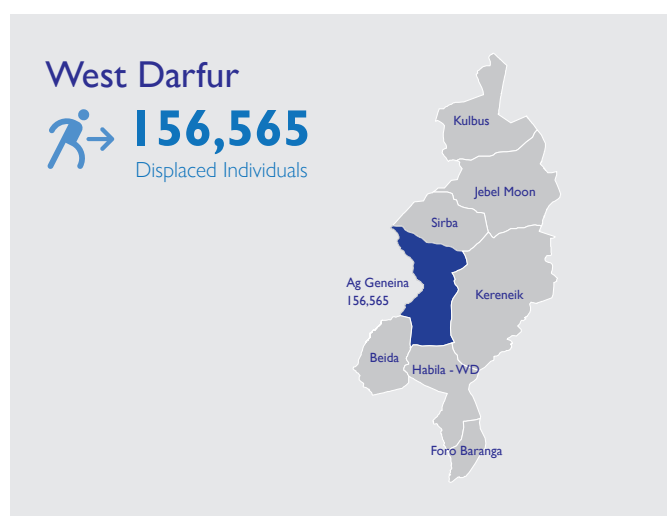 West Darfur
156,565
Displaced Individuals
Kulbus
Jebel Moon
Sirba
Ag Geneina
156,565
Kereneik
Beida
Habila - WD
Foro Baranga